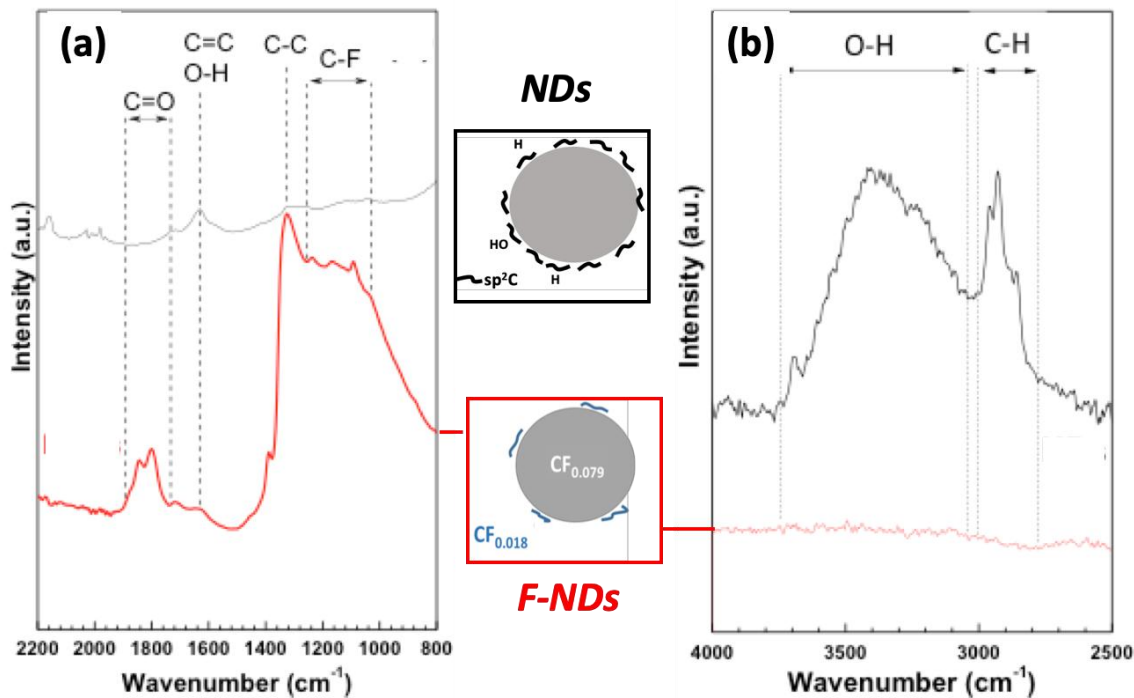 (a)
C=C
O-H
C-C
C-F
C=O
Intensity (a.u.)
2200 2000 1800 1600 1400 1200 1000 800
Wavenumber (cm⁻¹)
NDs
H
HO
H
sp²C
CF₀.₀₇₉
CF₀.₀₁₈
F-NDs
(b)
O-H
C-H
Intensity (a.u.)
4000 3500 3000 2500
Wavenumber (cm⁻¹)